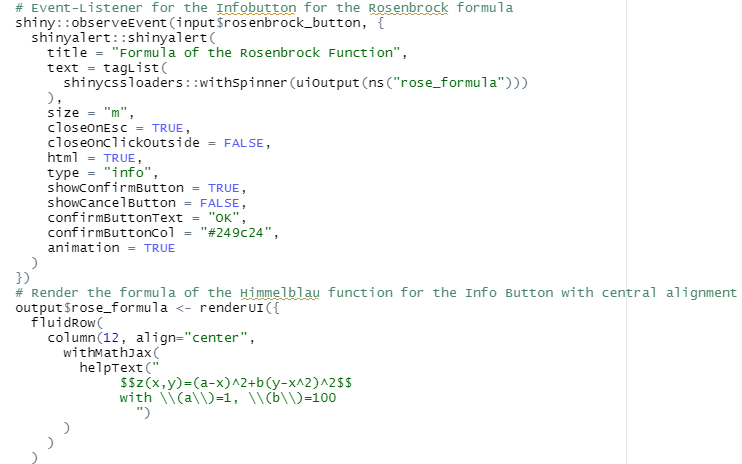 # Event-Listener for the Infobutton for the Rosenbrock formula
shiny::observeEvent(input$rosenbrock_button, {
  shinyalert::shinyalert(
    title = "Formula of the Rosenbrock Function",
    text = tagList(
      shinycssloaders::withSpinner(uiOutput(ns("rose_formula")))
    ),
    size = "m",
    closeOnEsc = TRUE,
    closeOnClickOutside = FALSE,
    html = TRUE,
    type = "info",
    showConfirmButton = TRUE,
    showCancelButton = FALSE,
    confirmButtonText = "OK",
    confirmButtonCol = "#249c24",
    animation = TRUE
  )
})
# Render the formula of the Himmelblau function for the Info Button with central alignment
output$rose_formula <- renderUI({
  fluidRow(
    column(12, align="center",
      withMathJax(
        helpText("
             $$z(x,y)=(a-x)^2+b(y-x^2)^2$$
             with \\(a\\)=1, \\(b\\)=100
               ")
      )
    )
  )